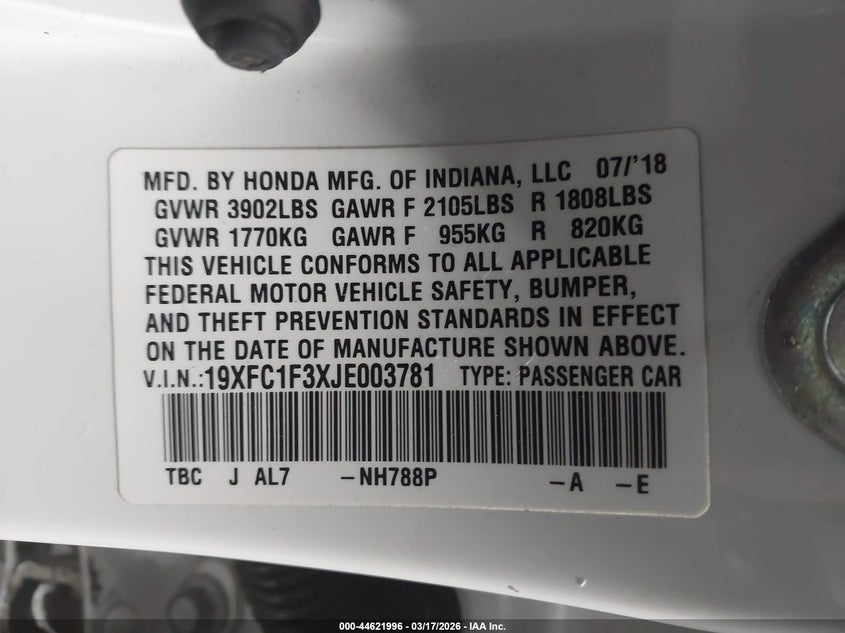 MFD. BY HONDA MFG. OF INDIANA, LLC 07/'18
GVWR 3902LBS GAWR F 2105LBS R 1808LBS
GVWR 1770KG GAWR F 955KG R 820KG
THIS VEHICLE CONFORMS TO ALL APPLICABLE
FEDERAL MOTOR VEHICLE SAFETY, BUMPER,
AND THEFT PREVENTION STANDARDS IN EFFECT
ON THE DATE OF MANUFACTURE SHOWN ABOVE.
V.I.N.:19XFC1F3XJE003781 TYPE: PASSENGER CAR
TBC J AL7 -NH788P -A -E
000-44621996 - 03/17/2026 - IAA Inc.